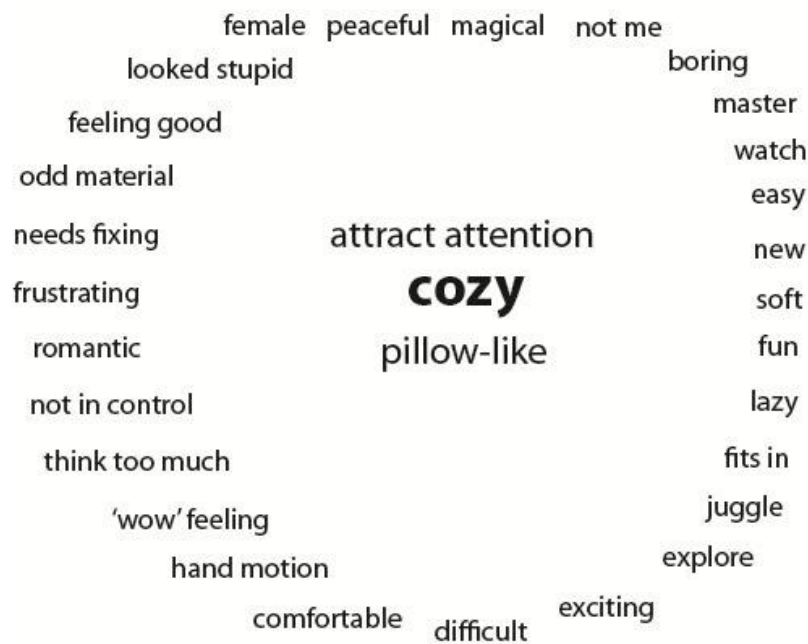 female peaceful magical not me
looked stupid
boring
master
feeling good
watch
odd material
easy
needs fixing
attract attention
new
cozy
frustrating
soft
romantic
pillow-like
fun
not in control
lazy
think too much
fits in
'wow' feeling
juggle
hand motion
explore
comfortable
difficult
exciting